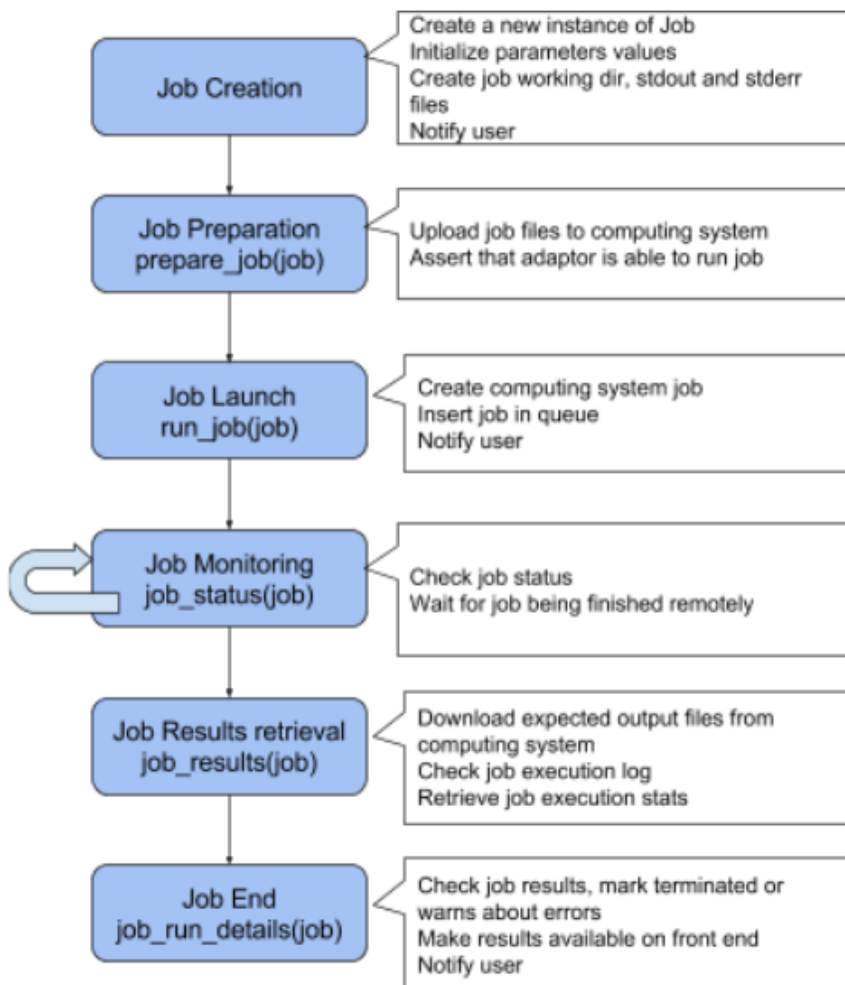 Job Creation
Create a new instance of Job
Initialize parameters values
Create job working dir, stdout and stderr
files
Notify user
Job Preparation
prepare_job(job)
Upload job files to computing system
Assert that adaptor is able to run job
Job Launch
run_job(job)
Create computing system job
Insert job in queue
Notify user
Job Monitoring
job_status(job)
Check job status
Wait for job being finished remotely
Job Results retrieval
job_results(job)
Download expected output files from
computing system
Check job execution log
Retrieve job execution stats
Job End
job_run_details(job)
Check job results, mark terminated or
warns about errors
Make results available on front end
Notify user